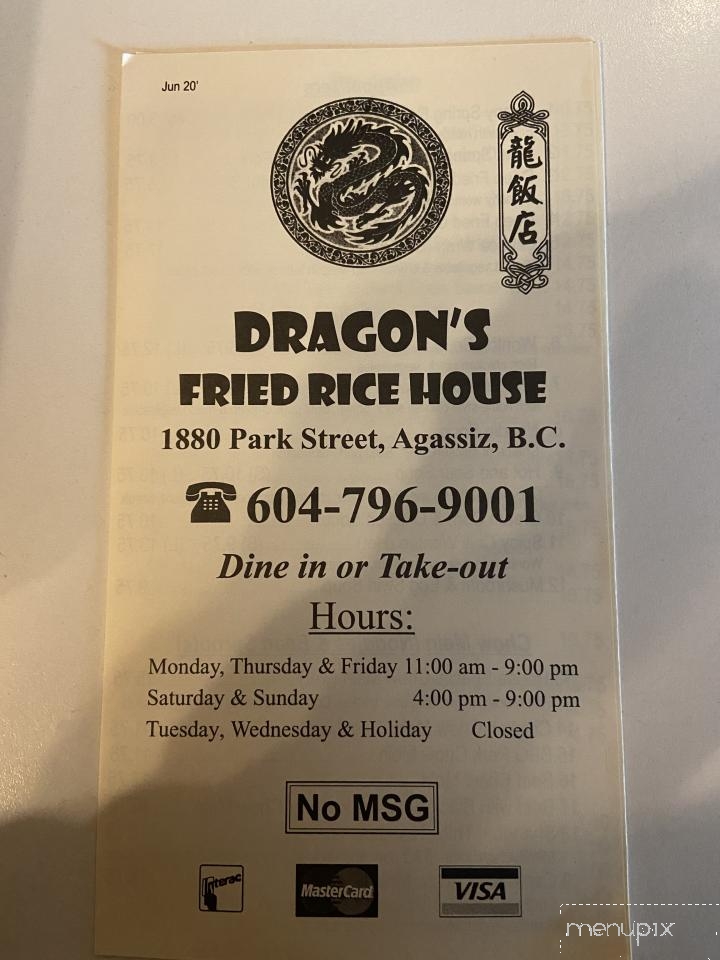 Jun 20'
龍飯店
DRAGON'S
FRIED RICE HOUSE
1880 Park Street, Agassiz, B.C.
604-796-9001
Dine in or Take-out
Hours:
Monday, Thursday & Friday 11:00 am - 9:00 pm
Saturday & Sunday 4:00 pm - 9:00 pm
Tuesday, Wednesday & Holiday Closed
No MSG
Interac
MasterCard
VISA
menupix